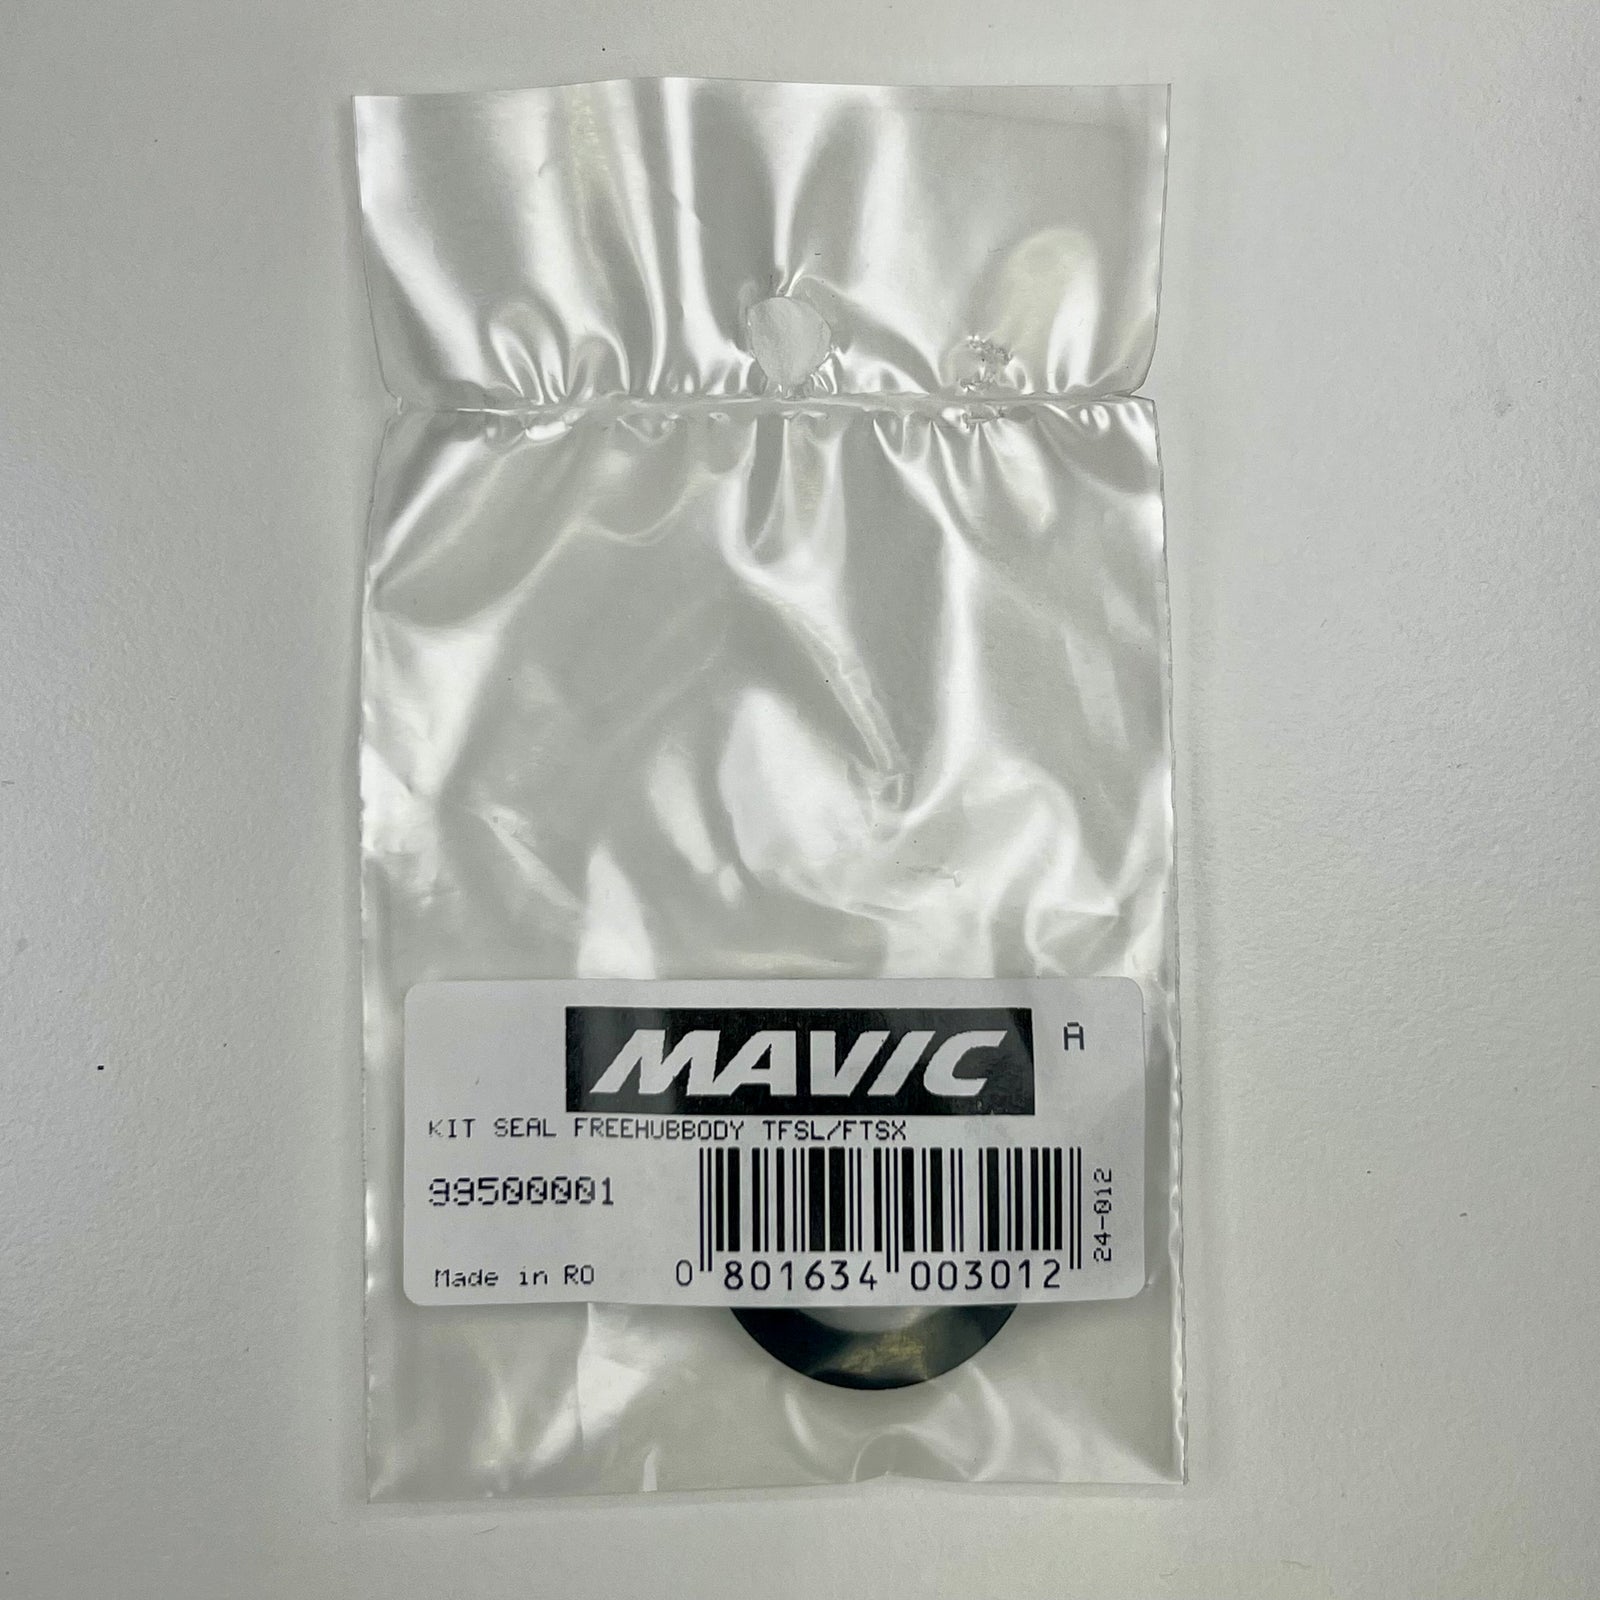 MAVIC
A
KIT SEAL FREEHUBBODY TFSL/FTSX
99500001
24-012
Made in RO
0 801634 003012